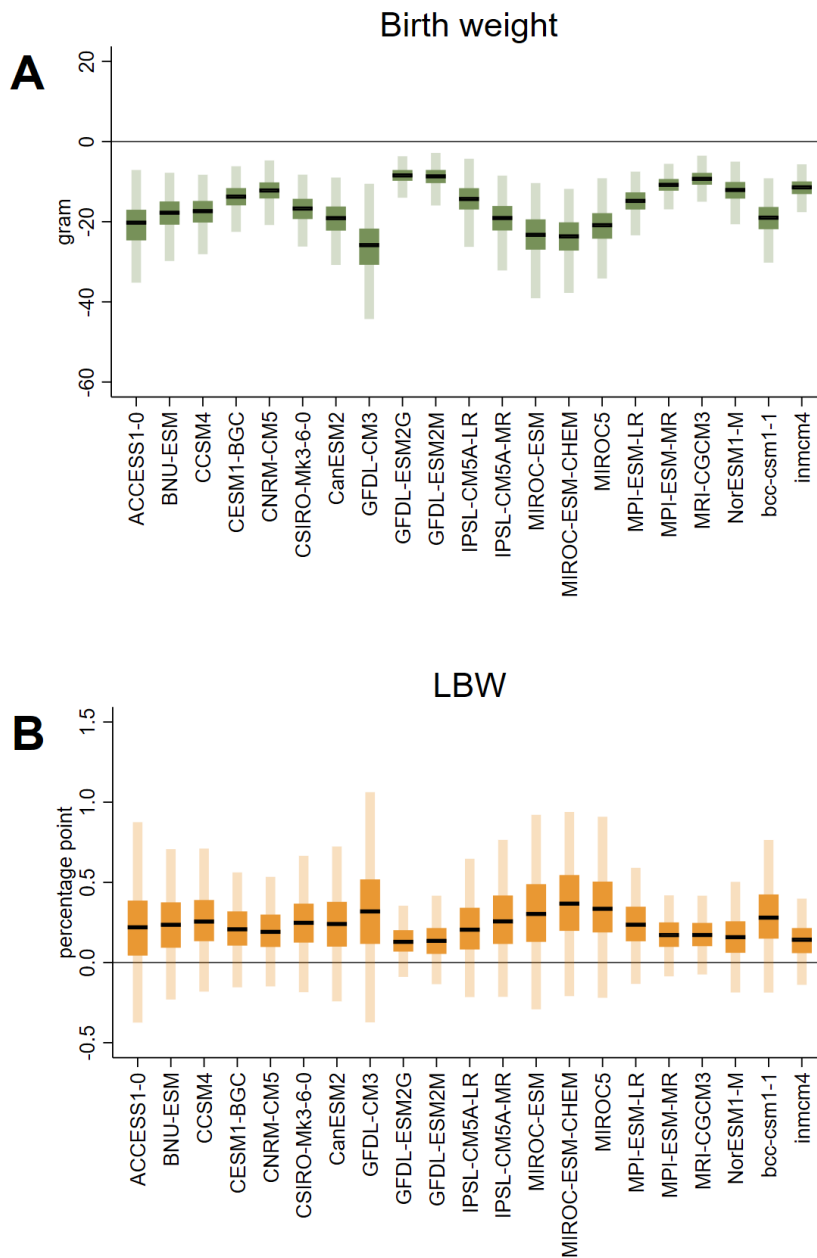 Birth weight
A
20
0
-20
-40
-60
gram
ACCESS1-0
BNU-ESM
CCSM4
CESM1-BGC
CNRM-CM5
CSIRO-Mk3-6-0
CanESM2
GFDL-CM3
GFDL-ESM2G
GFDL-ESM2M
IPSL-CM5A-LR
IPSL-CM5A-MR
MIROC-ESM
MIROC-ESM-CHEM
MIROC5
MPI-ESM-LR
MPI-ESM-MR
MRI-CGCM3
NorESM1-M
bcc-csm1-1
inmcm4
LBW
B
1.5
1.0
0.5
0.0
-0.5
percentage point
ACCESS1-0
BNU-ESM
CCSM4
CESM1-BGC
CNRM-CM5
CSIRO-Mk3-6-0
CanESM2
GFDL-CM3
GFDL-ESM2G
GFDL-ESM2M
IPSL-CM5A-LR
IPSL-CM5A-MR
MIROC-ESM
MIROC-ESM-CHEM
MIROC5
MPI-ESM-LR
MPI-ESM-MR
MRI-CGCM3
NorESM1-M
bcc-csm1-1
inmcm4